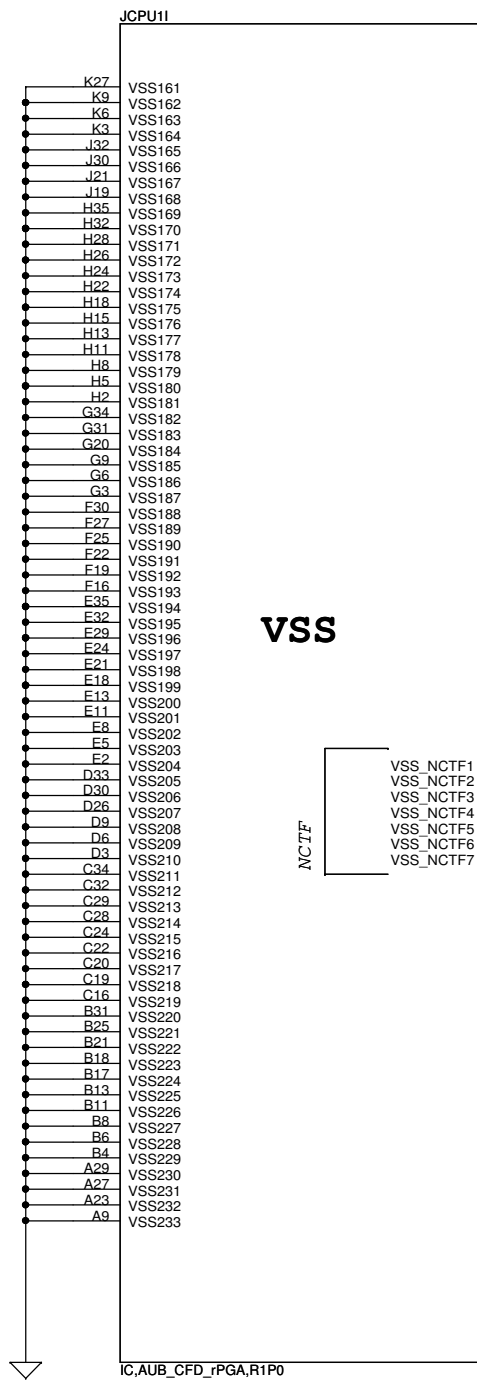 JCPU1I
K27 VSS161
K9 VSS162
K6 VSS163
K3 VSS164
J32 VSS165
J30 VSS166
J21 VSS167
J19 VSS168
H35 VSS169
H32 VSS170
H28 VSS171
H26 VSS172
H24 VSS173
H22 VSS174
H18 VSS175
H15 VSS176
H13 VSS177
H11 VSS178
H8 VSS179
H5 VSS180
H2 VSS181
G34 VSS182
G31 VSS183
G20 VSS184
G9 VSS185
G6 VSS186
G3 VSS187
F30 VSS188
F27 VSS189
F25 VSS190
F22 VSS191
F19 VSS192
F16 VSS193
E35 VSS194
E32 VSS195
E29 VSS196
E24 VSS197
E21 VSS198
E18 VSS199
E13 VSS200
E11 VSS201
E8 VSS202
E5 VSS203
E2 VSS204
D33 VSS205
D30 VSS206
D26 VSS207
D9 VSS208
D6 VSS209
D3 VSS210
C34 VSS211
C32 VSS212
C29 VSS213
C28 VSS214
C24 VSS215
C22 VSS216
C20 VSS217
C19 VSS218
C16 VSS219
B31 VSS220
B25 VSS221
B21 VSS222
B18 VSS223
B17 VSS224
B13 VSS225
B11 VSS226
B8 VSS227
B6 VSS228
B4 VSS229
A29 VSS230
A27 VSS231
A23 VSS232
A9 VSS233
VSS
NCTF
VSS_NCTF1
VSS_NCTF2
VSS_NCTF3
VSS_NCTF4
VSS_NCTF5
VSS_NCTF6
VSS_NCTF7
IC,AUB_CFD_rPGA,R1P0